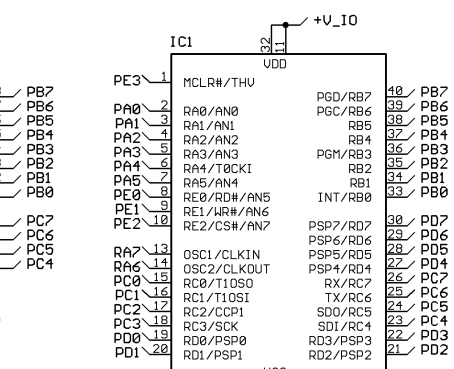 +V_IO
IC1
32
11
VDD
PE3 1 MCLR#/THV
PGD/RB7 40 PB7
PGC/RB6 39 PB6
PA0 2 RA0/AN0 RB5 38 PB5
PA1 3 RA1/AN1 RB4 37 PB4
PA2 4 RA2/AN2 PGM/RB3 36 PB3
PA3 5 RA3/AN3 RB2 35 PB2
PA4 6 RA4/T0CKI RB1 34 PB1
PA5 7 RA5/AN4 INT/RB0 33 PB0
PE0 8 RE0/RD#/AN5
PE1 9 RE1/WR#/AN6
PE2 10 RE2/CS#/AN7
PSP7/RD7 30 PD7
PSP6/RD6 29 PD6
RA7 13 OSC1/CLKIN PSP5/RD5 28 PD5
RA6 14 OSC2/CLKOUT PSP4/RD4 27 PD4
PC0 15 RC0/T1OSO RX/RC7 26 PC7
PC1 16 RC1/T1OSI TX/RC6 25 PC6
PC2 17 RC2/CCP1 SDO/RC5 24 PC5
PC3 18 RC3/SCK SDI/RC4 23 PC4
PD0 19 RD0/PSP0 RD3/PSP3 22 PD3
PD1 20 RD1/PSP1 RD2/PSP2 21 PD2
PB7
PB6
PB5
PB4
PB3
PB2
PB1
PB0
PC7
PC6
PC5
PC4